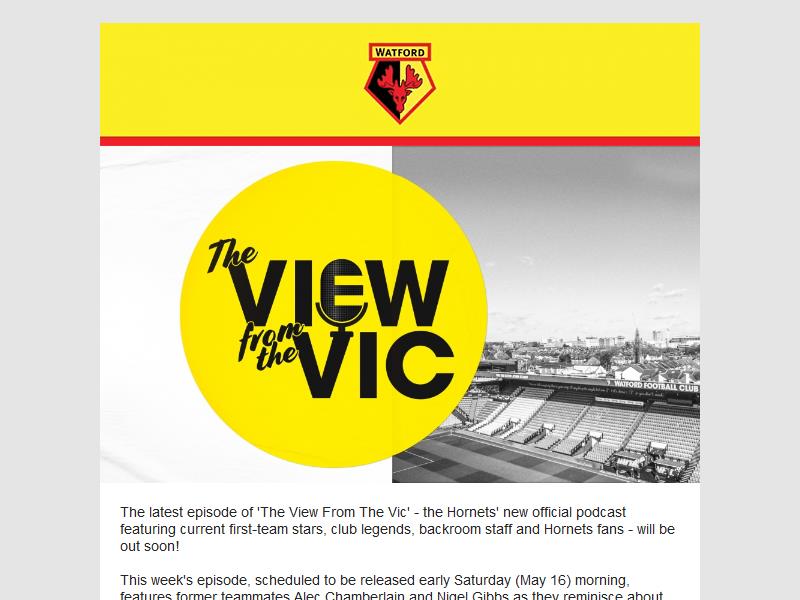 WATFORD
The
VIEW
from
the
VIC
WATFORD FOOTBALL CLUB
The latest episode of 'The View From The Vic' - the Hornets' new official podcast
featuring current first-team stars, club legends, backroom staff and Hornets fans - will be
out soon!
This week's episode, scheduled to be released early Saturday (May 16) morning,
features former teammates Alec Chamberlain and Nigel Gibbs as they reminisce about